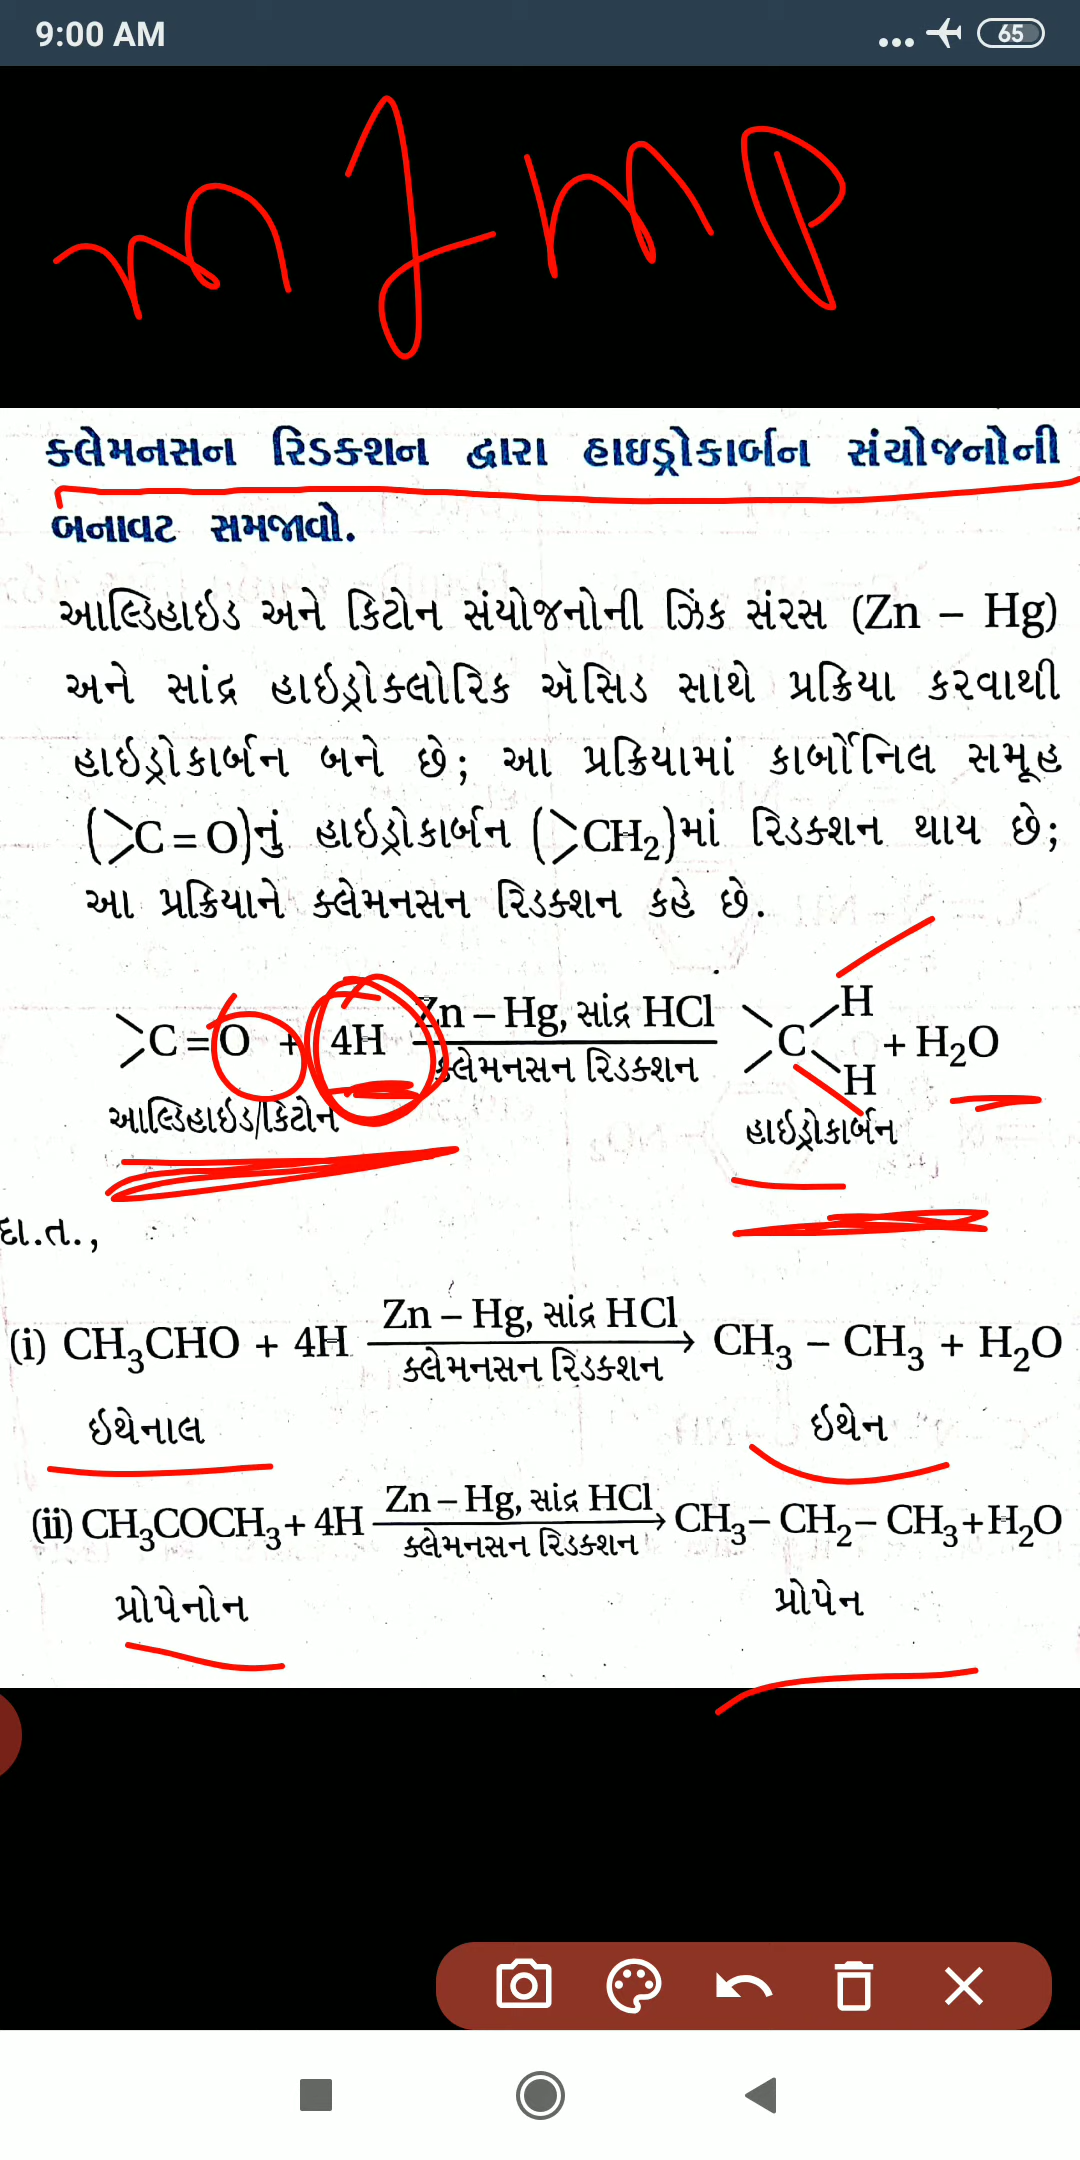 9:00 AM
65
ક્લેમનસન રિડક્શન દ્વારા હાઇડ્રોકાર્બન સંયોજનોની
બનાવટ સમજાવો.
આલ્ડિહાઇડ અને કિટોન સંયોજનોની ઝિંક સંરસ (Zn – Hg)
અને સાંદ્ર હાઇડ્રોક્લોરિક ઍસિડ સાથે પ્રક્રિયા કરવાથી
હાઇડ્રોકાર્બન બને છે; આ પ્રક્રિયામાં કાર્બોનિલ સમૂહ
(>C = O)નું હાઇડ્રોકાર્બન (>CH₂)માં રિડક્શન થાય છે;
આ પ્રક્રિયાને ક્લેમનસન રિડક્શન કહે છે.
>C = O + 4H Zn – Hg, સાંદ્ર HCl >C H H + H₂O
ક્લેમનસન રિડક્શન
આલ્ડિહાઇડ/કિટોન હાઇડ્રોકાર્બન
દા.ત.,
(i) CH₃CHO + 4H Zn – Hg, સાંદ્ર HCl → CH₃ – CH₃ + H₂O
ક્લેમનસન રિડક્શન
ઇથેનાલ ઇથેન
(ii) CH₃COCH₃ + 4H Zn – Hg, સાંદ્ર HCl → CH₃ – CH₂ – CH₃ + H₂O
ક્લેમનસન રિડક્શન
પ્રોપેનોન પ્રોપેન